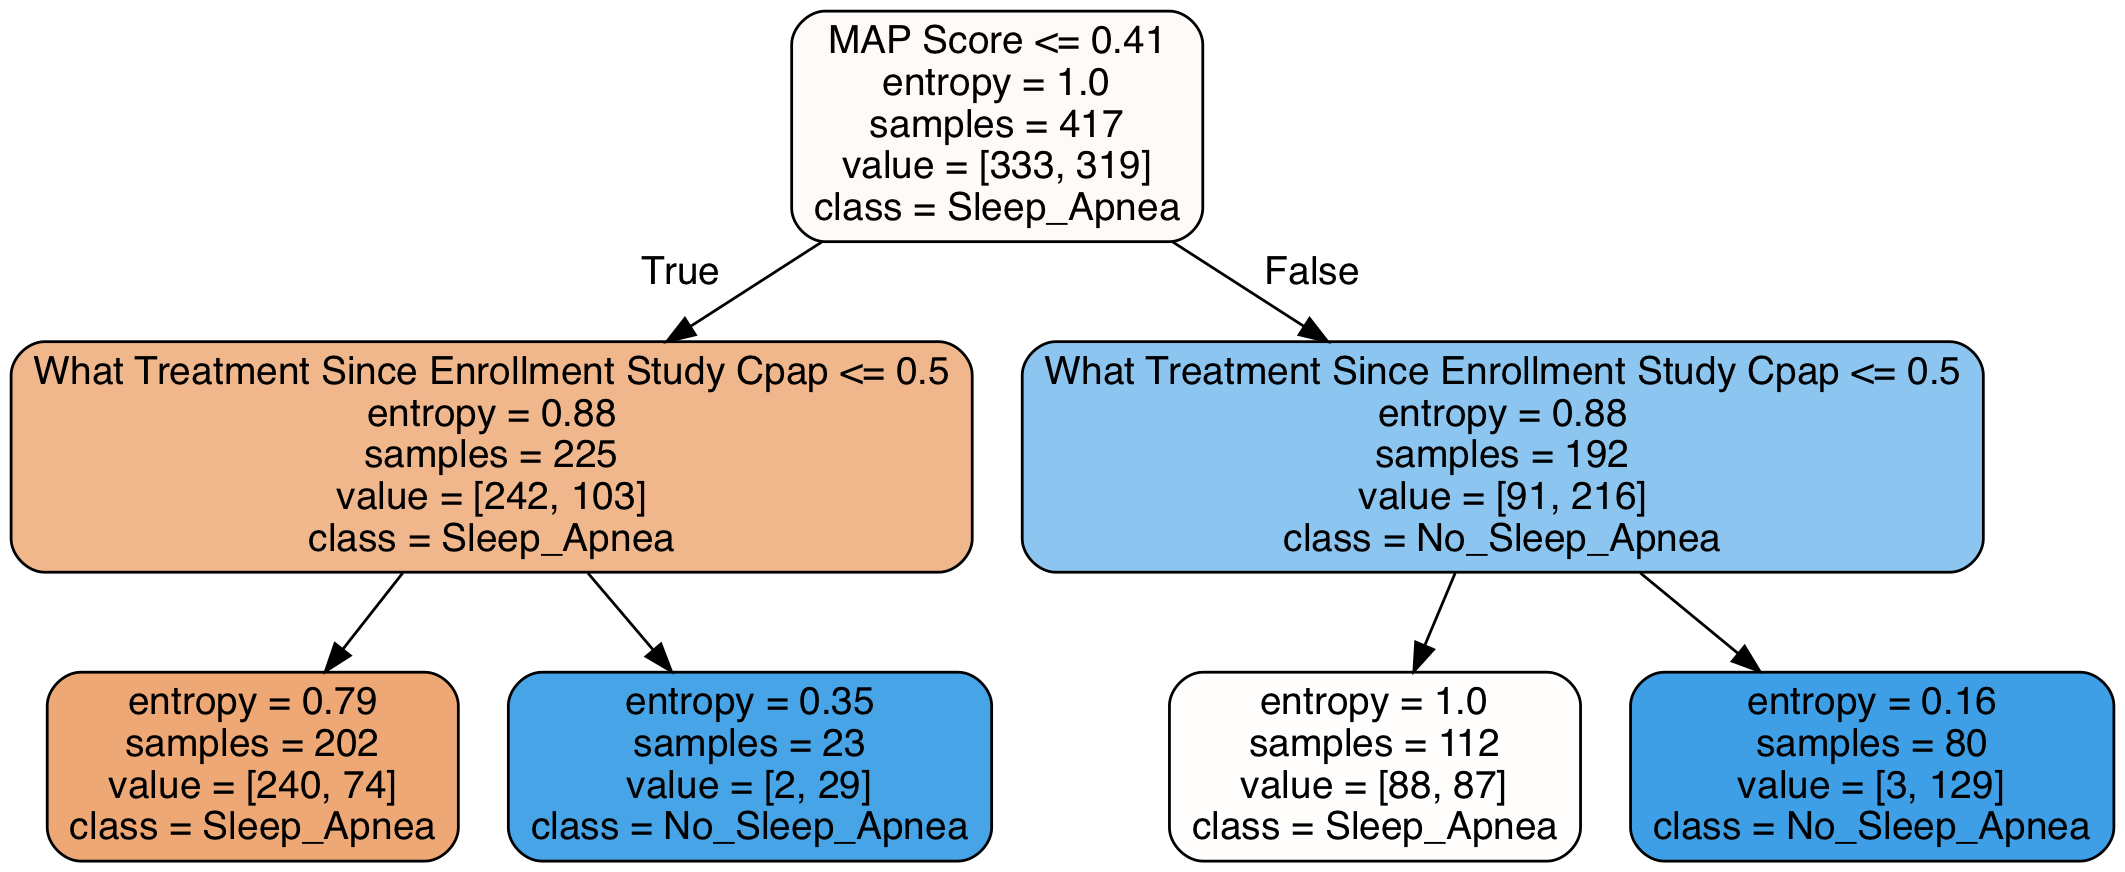 MAP Score <= 0.41
entropy = 1.0
samples = 417
value = [333, 319]
class = Sleep_Apnea
True
False
What Treatment Since Enrollment Study Cpap <= 0.5
entropy = 0.88
samples = 225
value = [242, 103]
class = Sleep_Apnea
What Treatment Since Enrollment Study Cpap <= 0.5
entropy = 0.88
samples = 192
value = [91, 216]
class = No_Sleep_Apnea
entropy = 0.79
samples = 202
value = [240, 74]
class = Sleep_Apnea
entropy = 0.35
samples = 23
value = [2, 29]
class = No_Sleep_Apnea
entropy = 1.0
samples = 112
value = [88, 87]
class = Sleep_Apnea
entropy = 0.16
samples = 80
value = [3, 129]
class = No_Sleep_Apnea